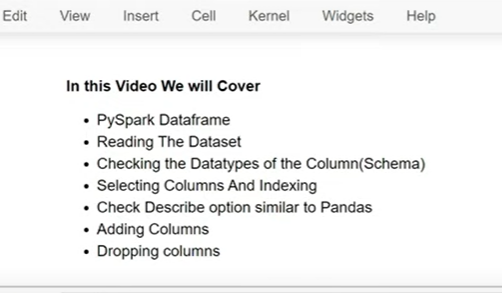 Edit View Insert Cell Kernel Widgets Help
In this Video We will Cover
• PySpark Dataframe
• Reading The Dataset
• Checking the Datatypes of the Column(Schema)
• Selecting Columns And Indexing
• Check Describe option similar to Pandas
• Adding Columns
• Dropping columns